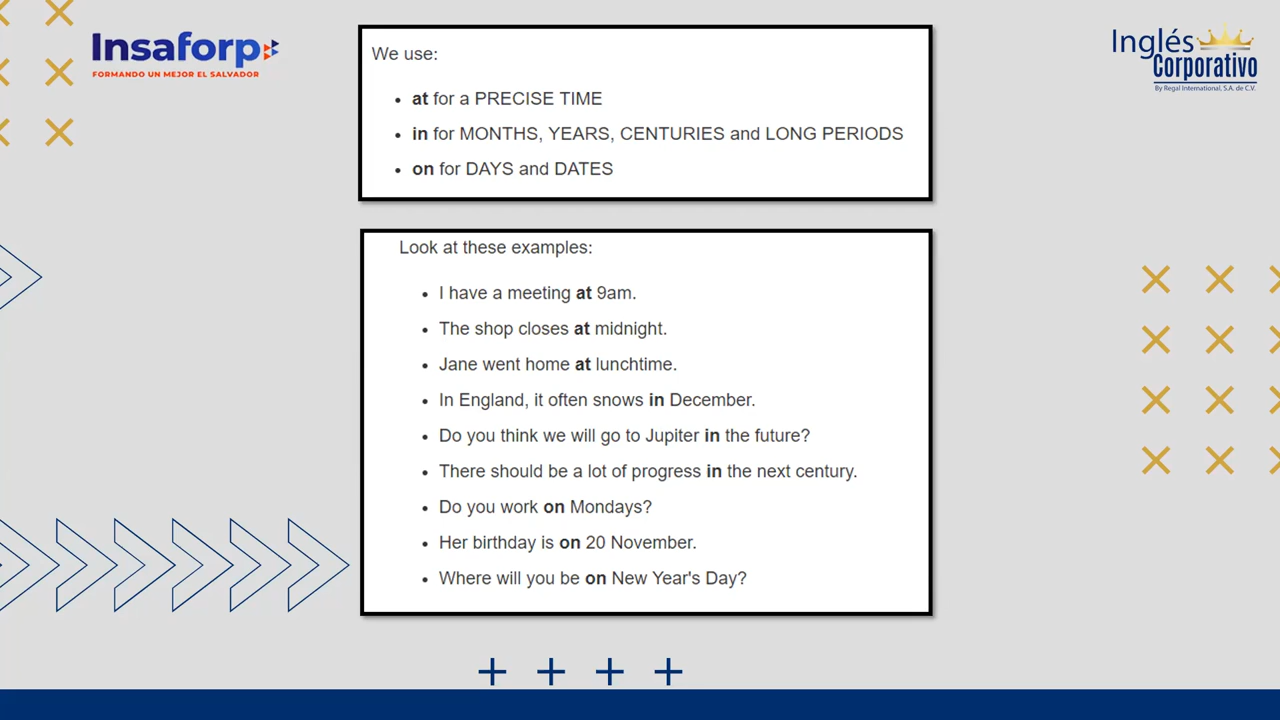 Insaforp
FORMANDO UN MEJOR EL SALVADOR
Inglés
Corporativo
By Regal International, S.A. de C.V.
We use:
• at for a PRECISE TIME
• in for MONTHS, YEARS, CENTURIES and LONG PERIODS
• on for DAYS and DATES
Look at these examples:
• I have a meeting at 9am.
• The shop closes at midnight.
• Jane went home at lunchtime.
• In England, it often snows in December.
• Do you think we will go to Jupiter in the future?
• There should be a lot of progress in the next century.
• Do you work on Mondays?
• Her birthday is on 20 November.
• Where will you be on New Year's Day?